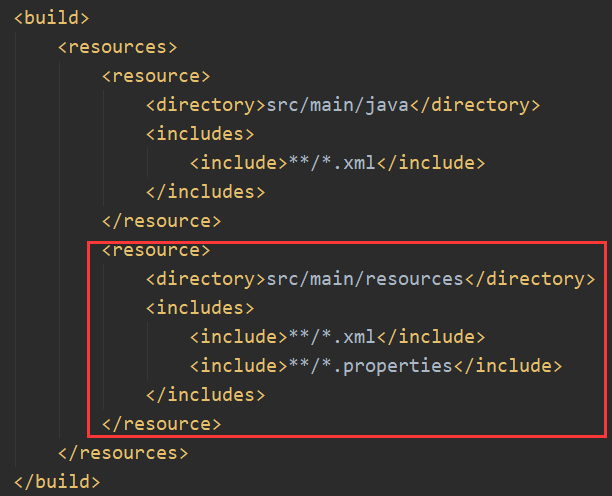 <build>
<resources>
<resource>
<directory>src/main/java</directory>
<includes>
<include>**/*.xml</include>
</includes>
</resource>
<resource>
<directory>src/main/resources</directory>
<includes>
<include>**/*.xml</include>
<include>**/*.properties</include>
</includes>
</resource>
</resources>
</build>